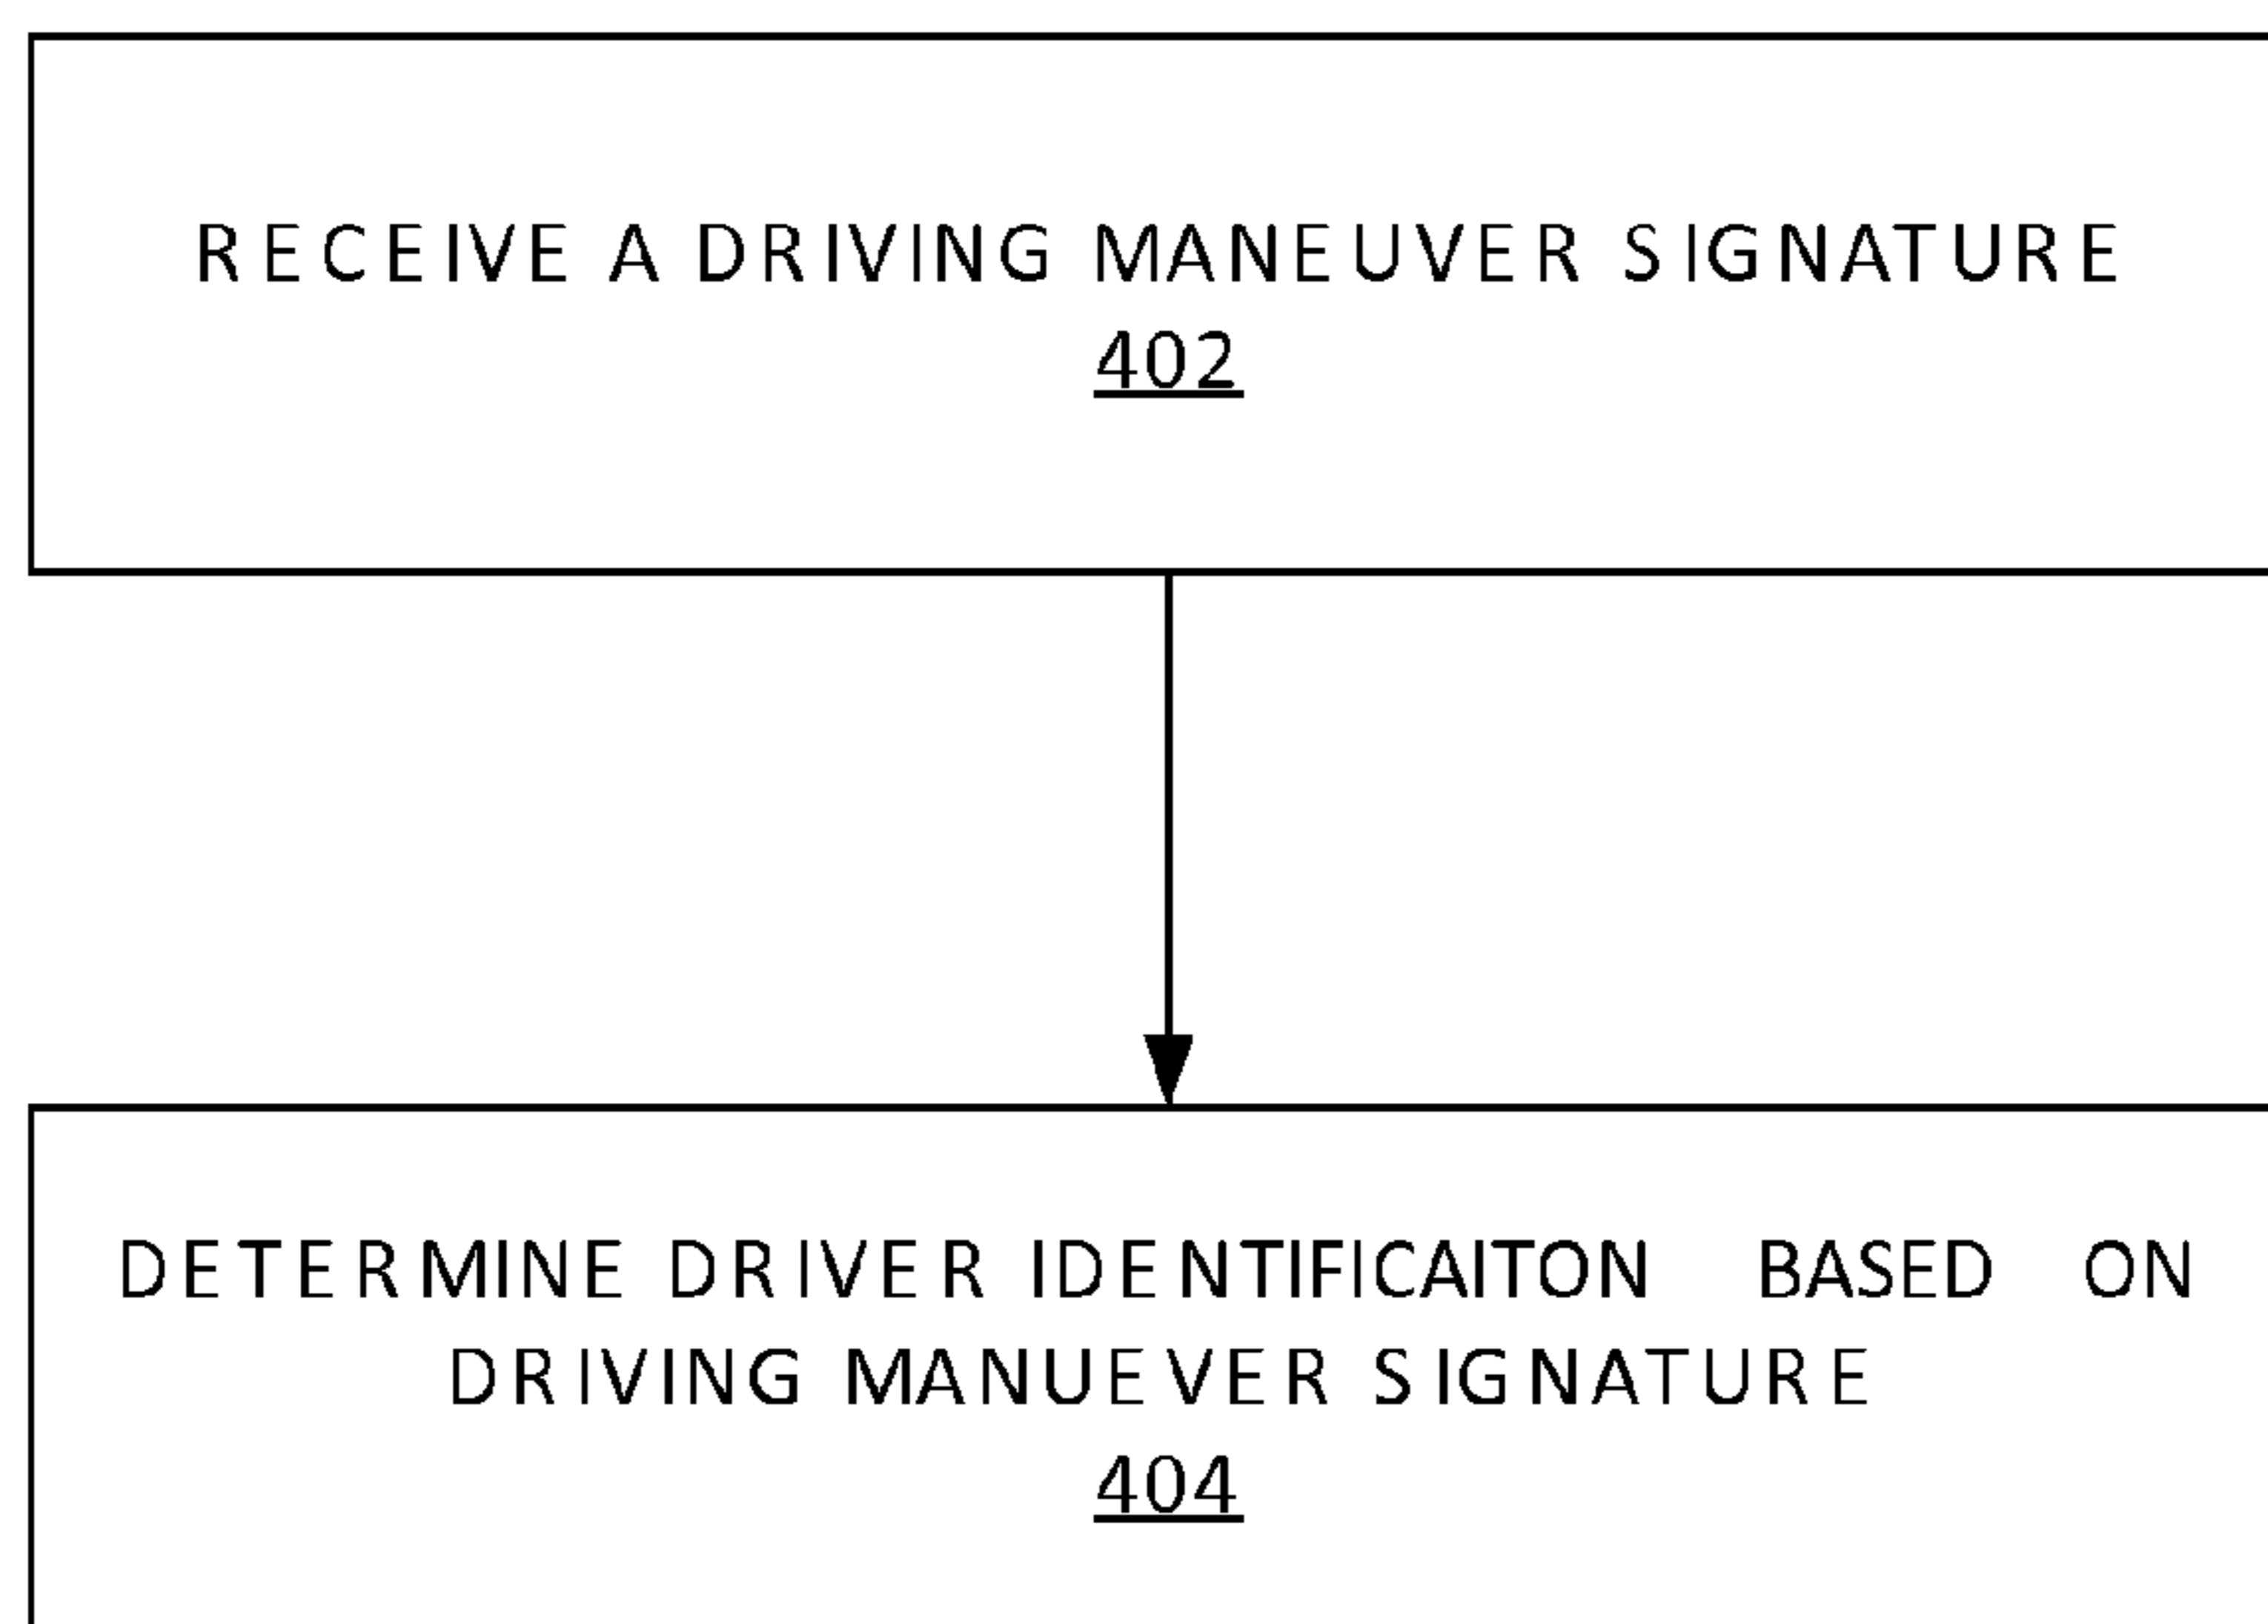 RECEIVE A DRIVING MANEUVER SIGNATURE
402
DETERMINE DRIVER IDENTIFICAITON BASED ON
DRIVING MANUEVER SIGNATURE
404